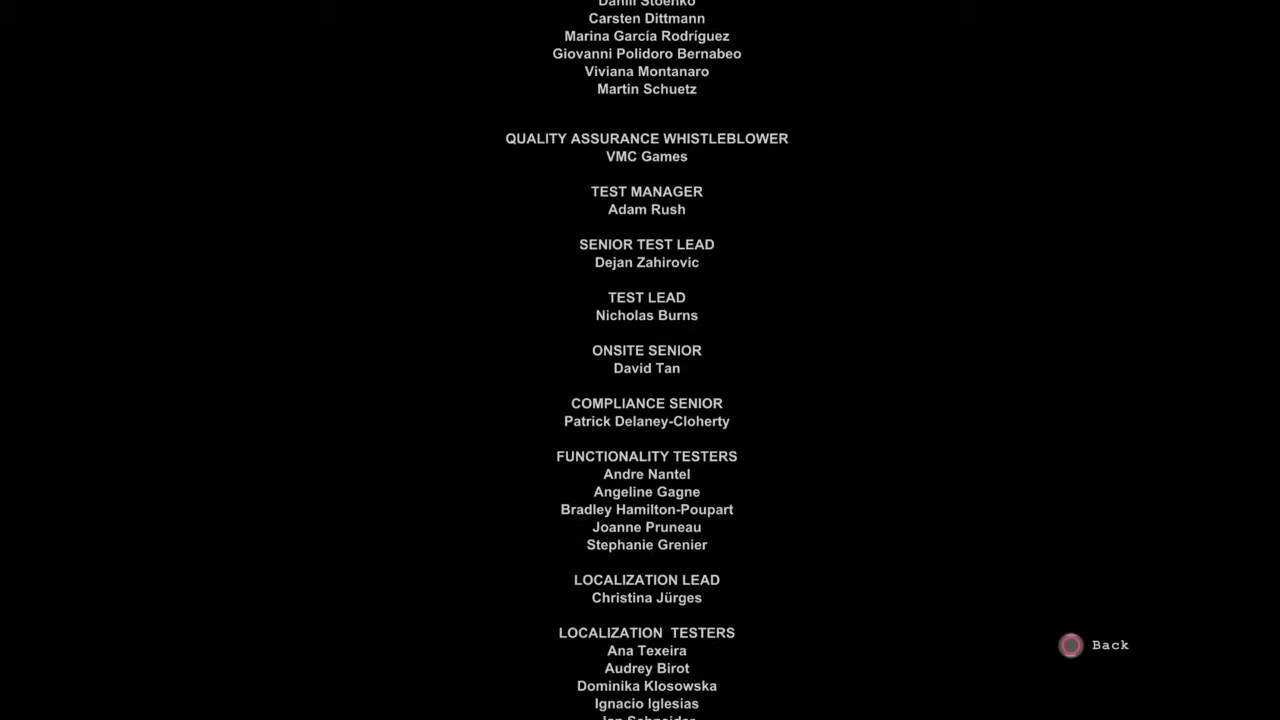 Daniil Stoenko
Carsten Dittmann
Marina García Rodríguez
Giovanni Polidoro Bernabeo
Viviana Montanaro
Martin Schuetz
QUALITY ASSURANCE WHISTLEBLOWER
VMC Games
TEST MANAGER
Adam Rush
SENIOR TEST LEAD
Dejan Zahirovic
TEST LEAD
Nicholas Burns
ONSITE SENIOR
David Tan
COMPLIANCE SENIOR
Patrick Delaney-Cloherty
FUNCTIONALITY TESTERS
Andre Nantel
Angeline Gagne
Bradley Hamilton-Poupart
Joanne Pruneau
Stephanie Grenier
LOCALIZATION LEAD
Christina Jürges
LOCALIZATION TESTERS
Ana Texeira
Back
Audrey Birot
Dominika Klosowska
Ignacio Iglesias